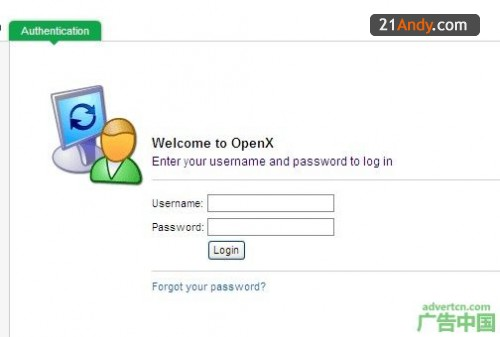 Authentication
21Andy.com
Welcome to OpenX
Enter your username and password to log in
Username:
Password:
Login
Forgot your password?
advertcn.com
广告中国